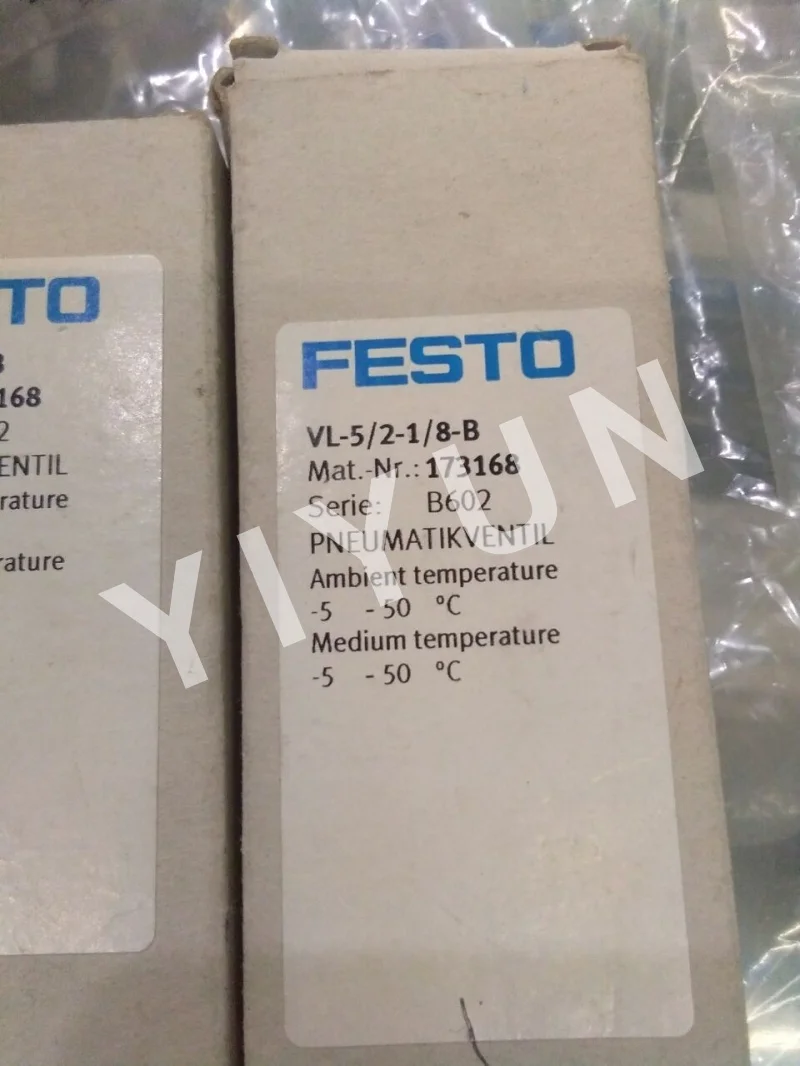 TO
168
2
ENTIL
rature
rature
FESTO
VL-5/2-1/8-B
Mat.-Nr.: 173168
Serie: B602
PNEUMATIKVENTIL
Ambient temperature
-5 - 50 °C
Medium temperature
-5 - 50 °C
YIYUN